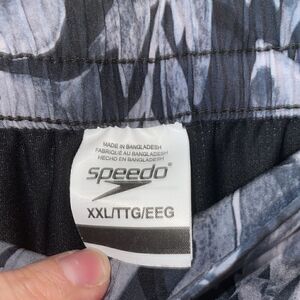 MADE IN BANGLADESH
FABRIQUÉ AU BANGLADESH
HECHO EN BANGLADESH
speedo®
XXL/TTG/EEG